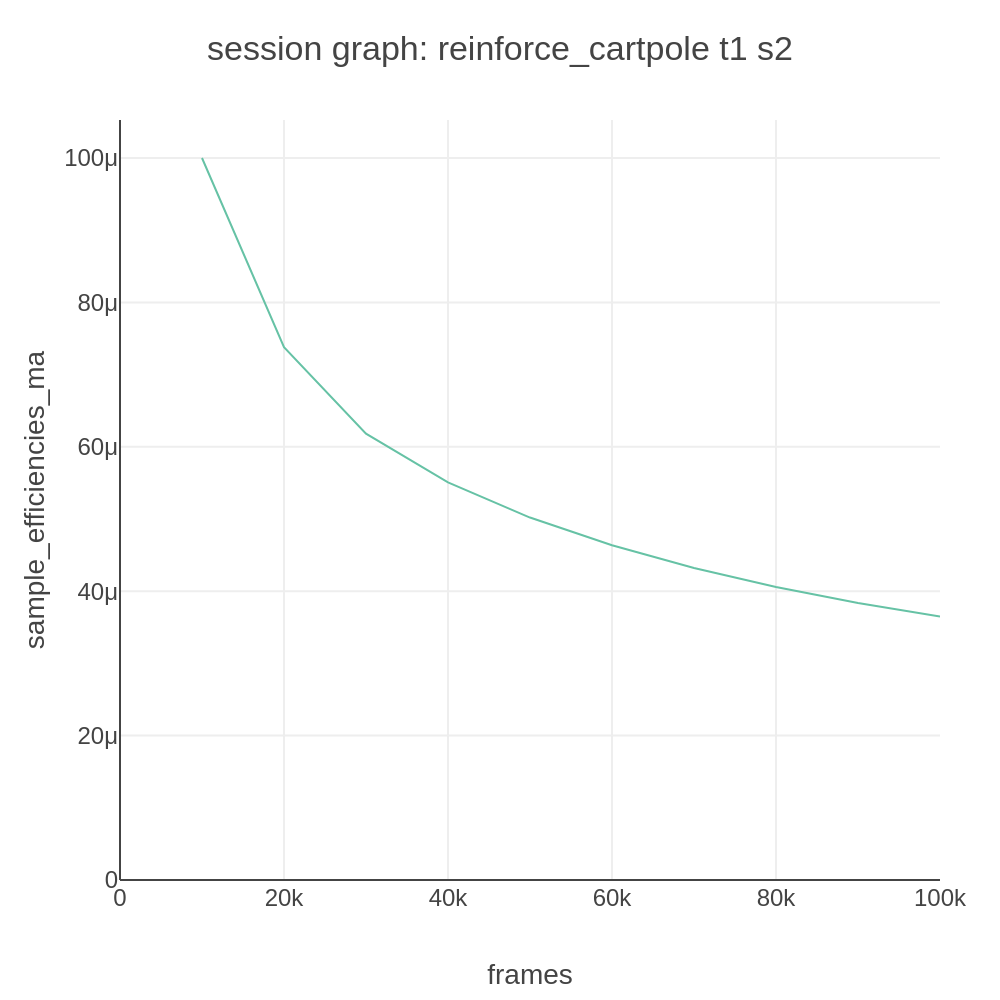 session graph: reinforce_cartpole t1 s2
100μ
80μ
60μ
40μ
20μ
0
sample_efficiencies_ma
0 20k 40k 60k 80k 100k
frames